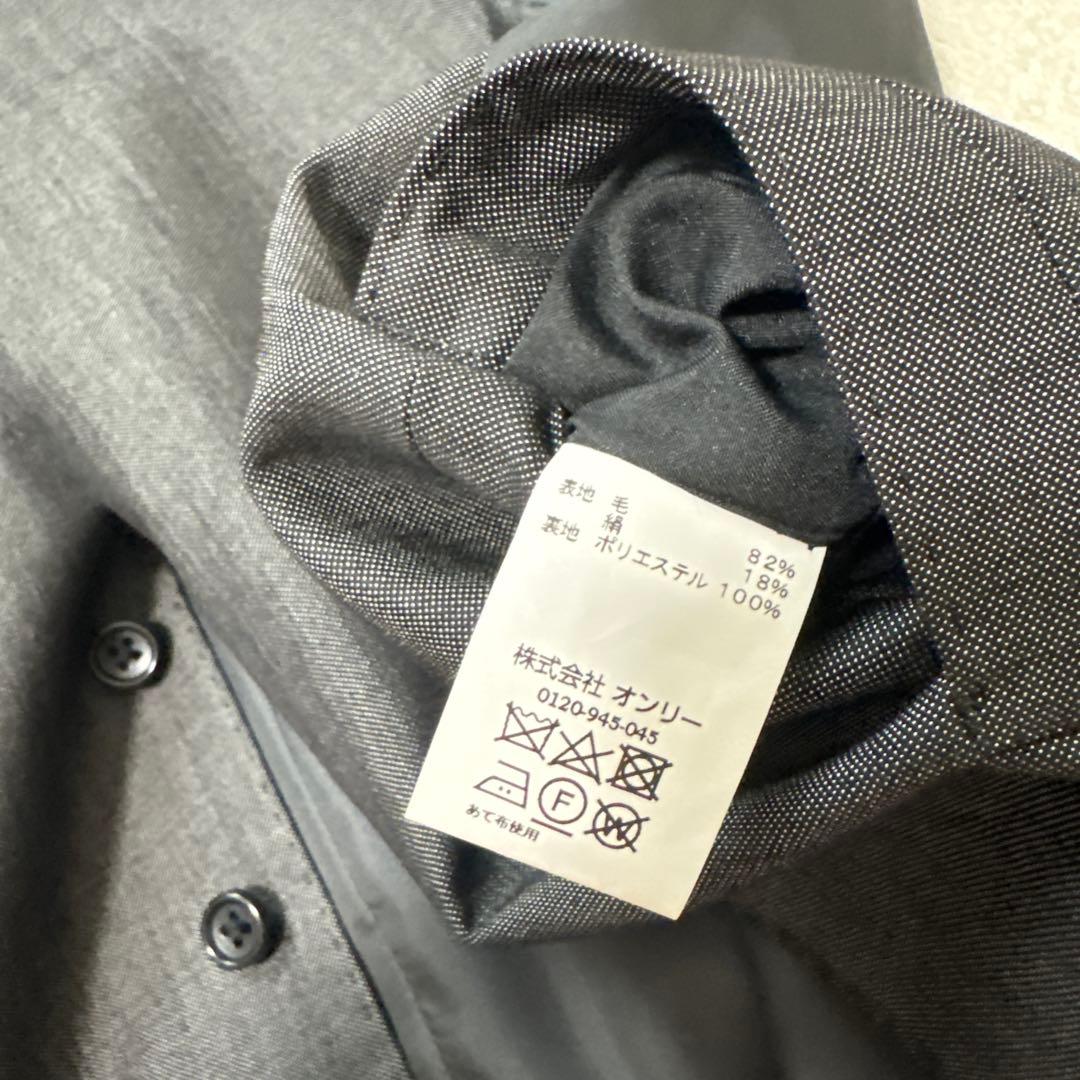 表地 毛 82%
絹 18%
裏地 ポリエステル 100%
株式会社 オンリー
0120-945-045
F W
あて布使用